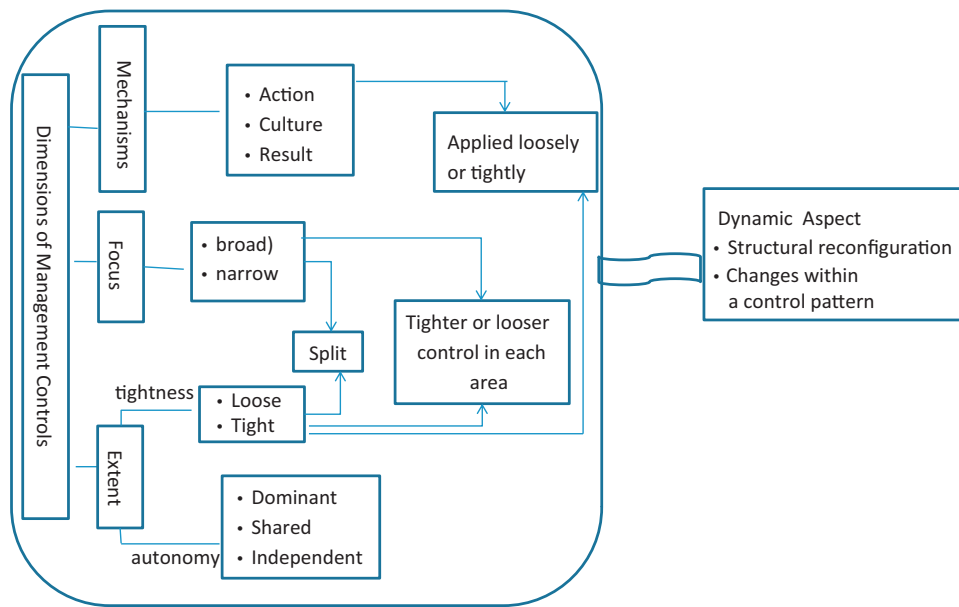 Dimensions of Management Controls
Mechanisms
• Action
• Culture
• Result
Applied loosely
or tightly
Focus
• broad)
• narrow
Split
Tighter or looser
control in each
area
tightness
• Loose
• Tight
Extent
autonomy
• Dominant
• Shared
• Independent
Dynamic Aspect
• Structural reconfiguration
• Changes within
a control pattern